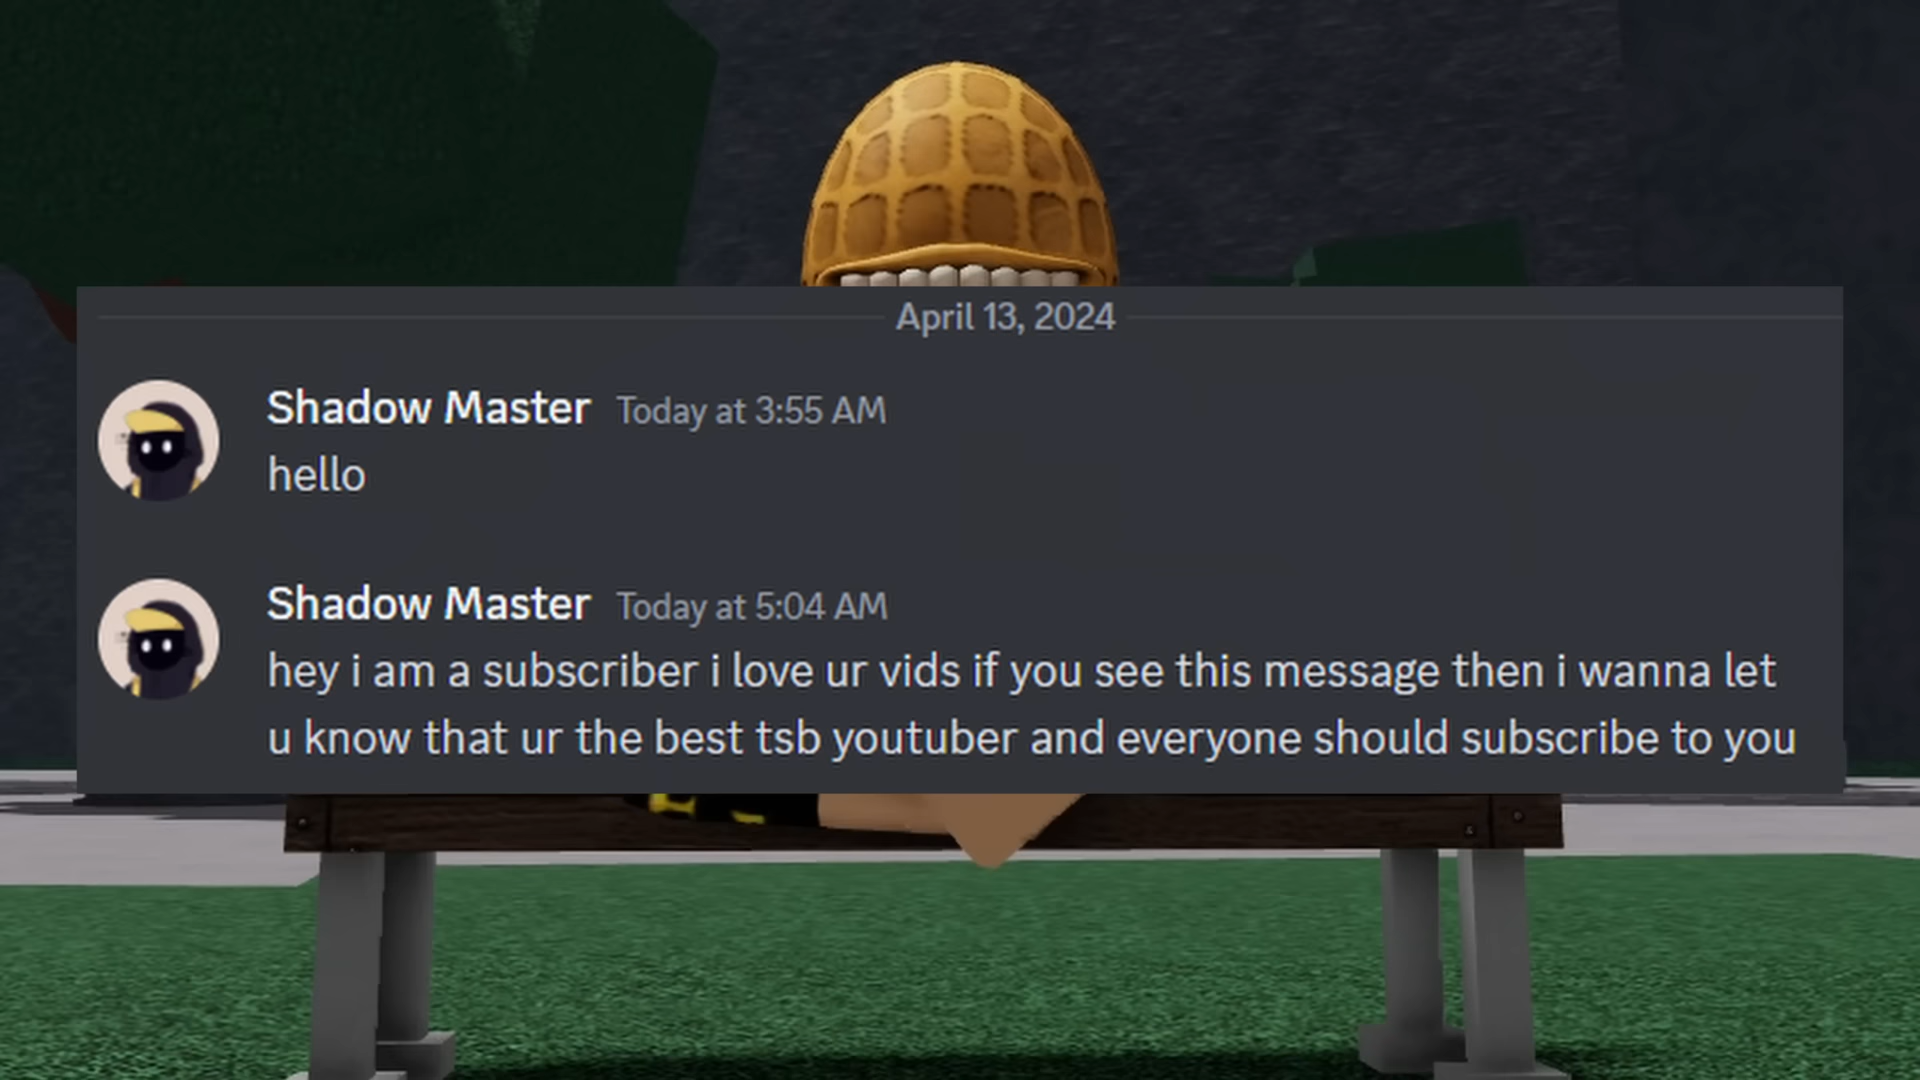 April 13, 2024
Shadow Master Today at 3:55 AM
hello
Shadow Master Today at 5:04 AM
hey i am a subscriber i love ur vids if you see this message then i wanna let
u know that ur the best tsb youtuber and everyone should subscribe to you